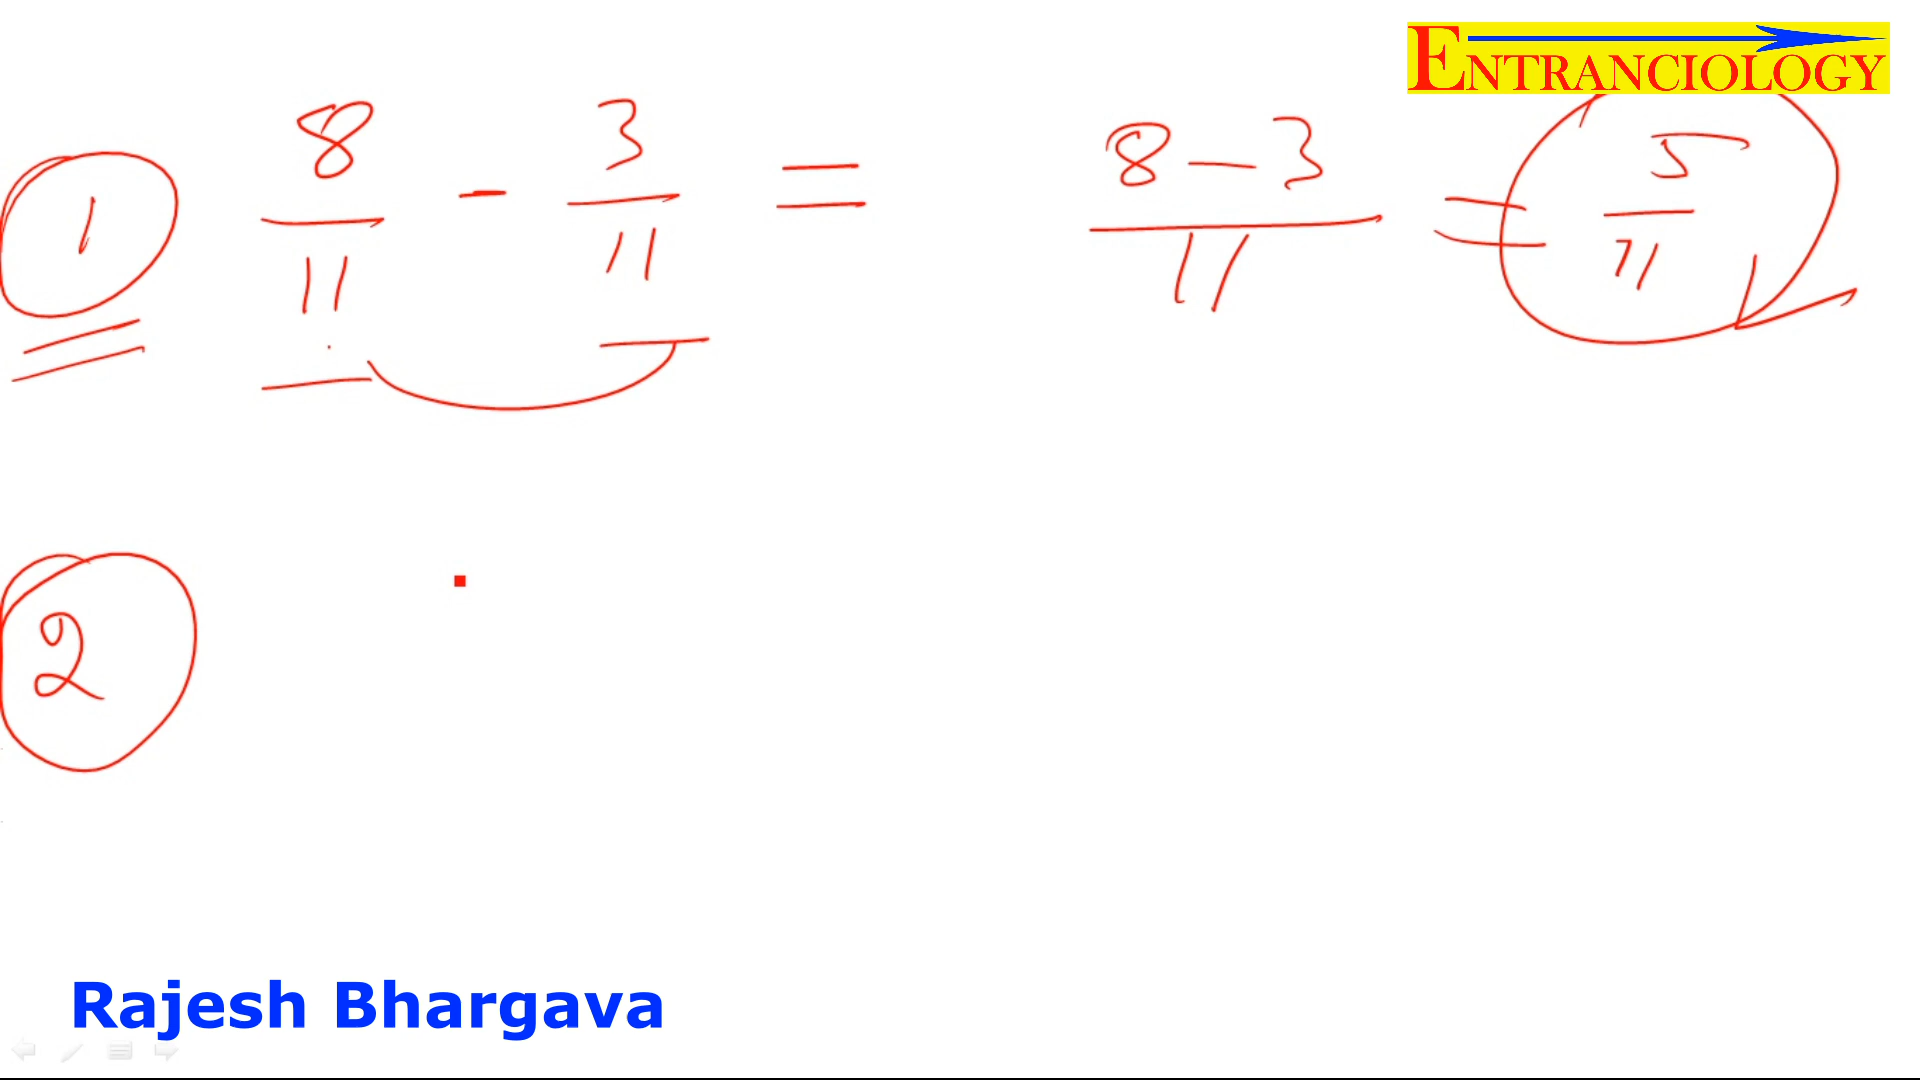 ENTRANCIOLOGY
1 8/11 - 3/11 = 8-3/11 = 5/11
2
Rajesh Bhargava